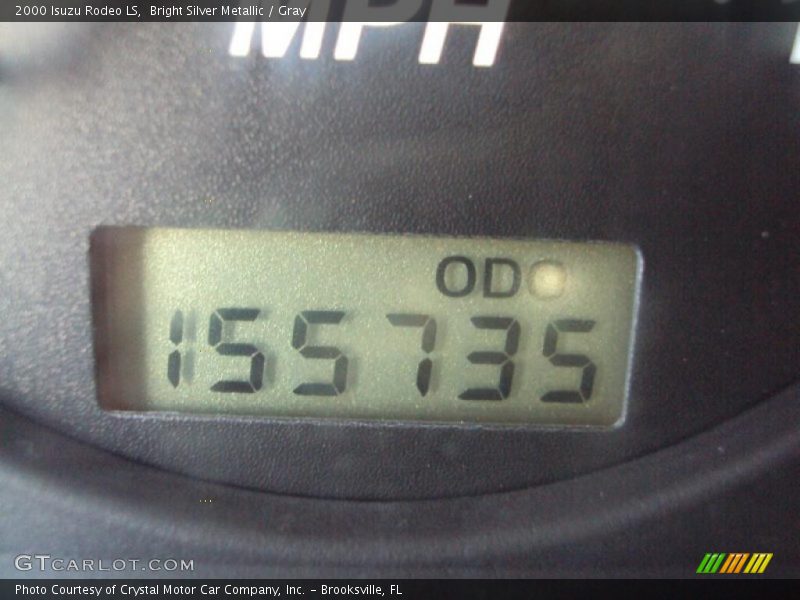 2000 Isuzu Rodeo LS,  Bright Silver Metallic / Gray
MPH
ODO
155735
GTCARLOT.COM
Photo Courtesy of Crystal Motor Car Company, Inc. - Brooksville, FL